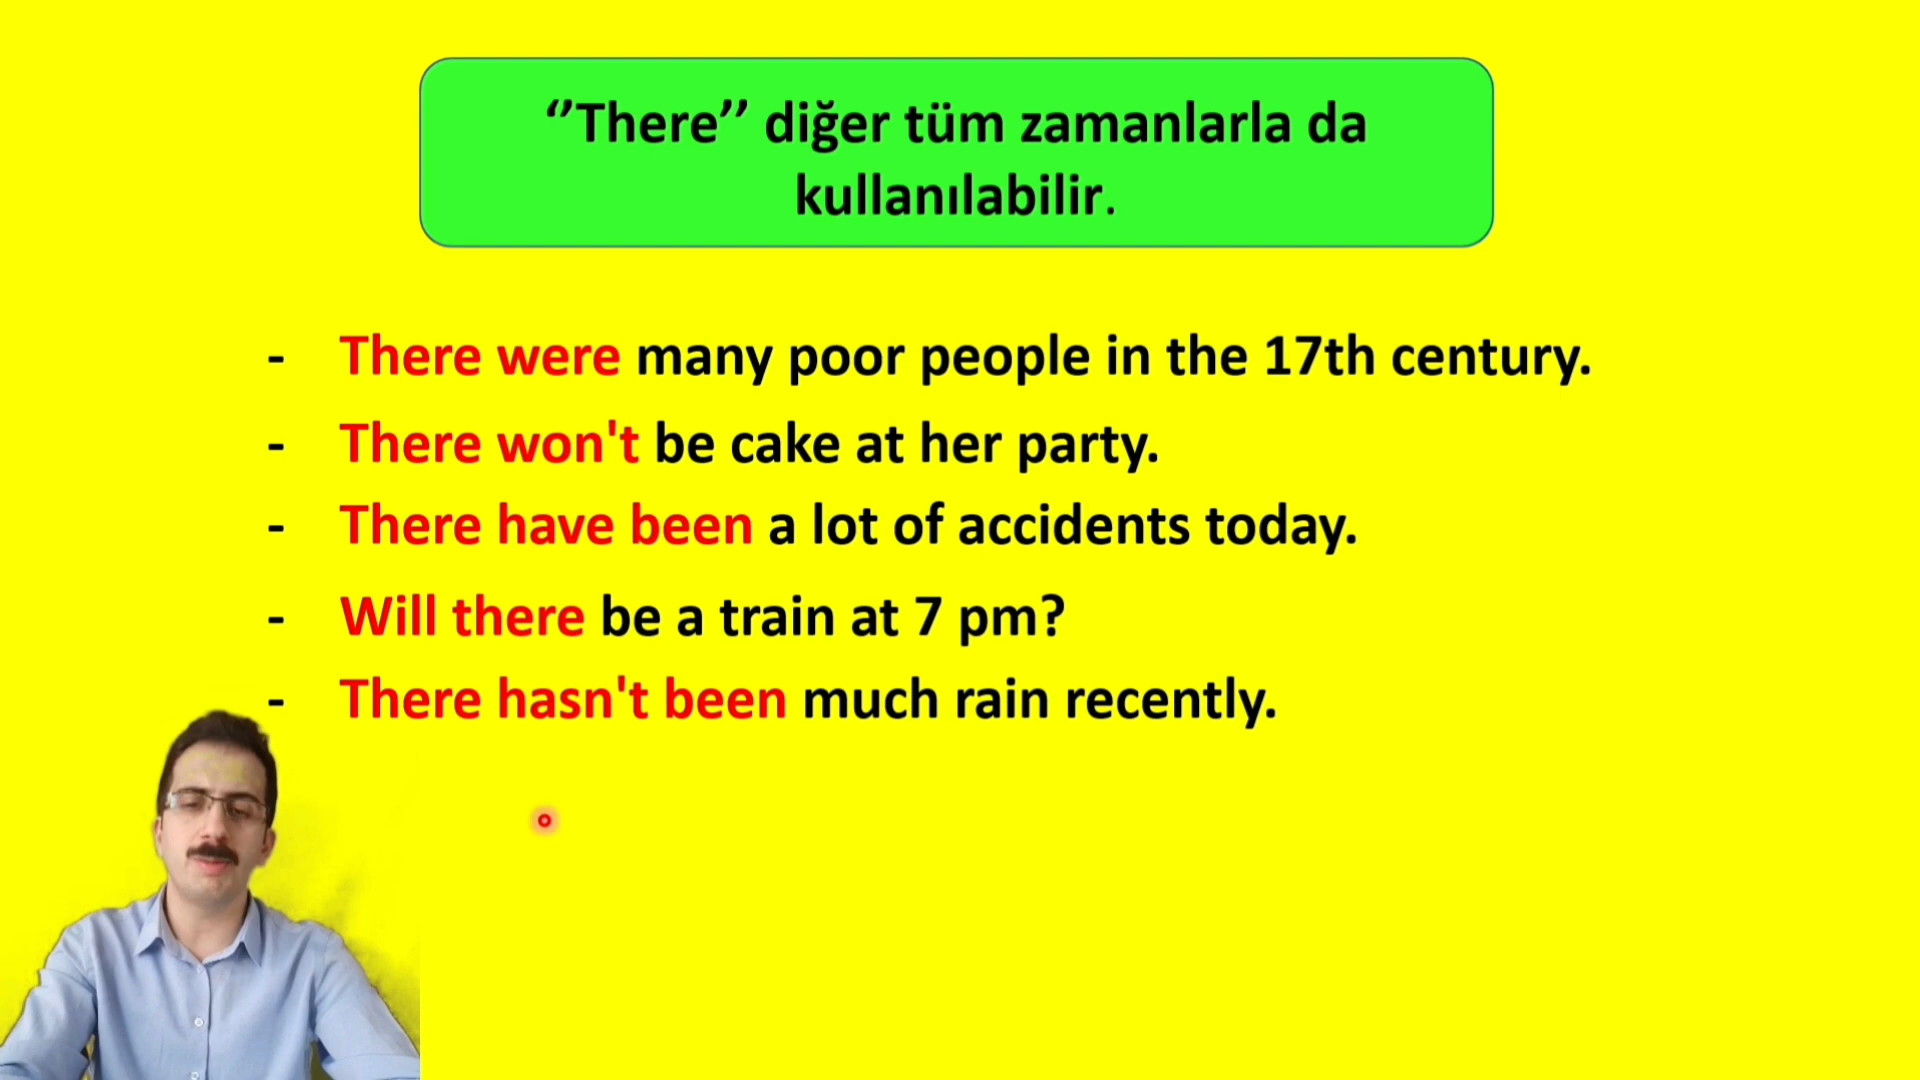 ‘’There’’ diğer tüm zamanlarla da
kullanılabilir.
- There were many poor people in the 17th century.
- There won't be cake at her party.
- There have been a lot of accidents today.
- Will there be a train at 7 pm?
- There hasn't been much rain recently.